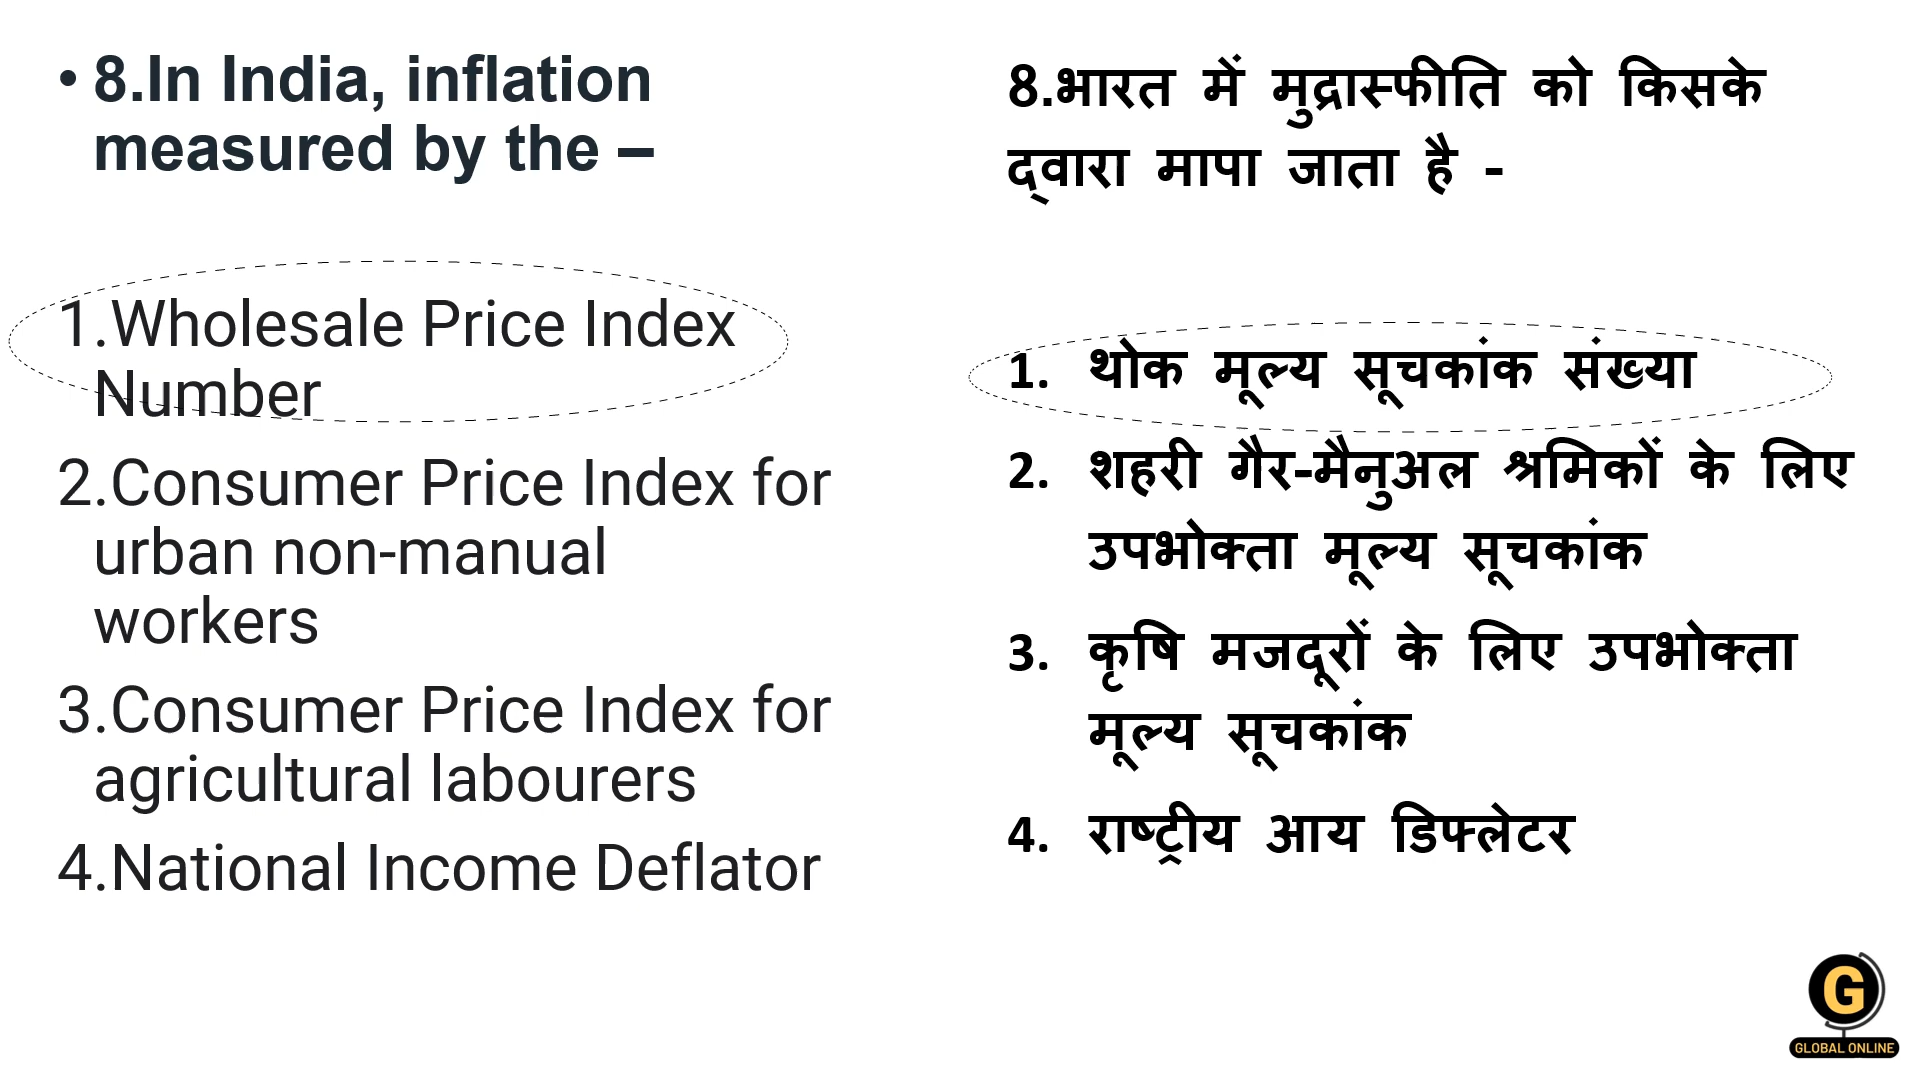 • 8.In India, inflation
measured by the –
1.Wholesale Price Index
Number
2.Consumer Price Index for
urban non-manual
workers
3.Consumer Price Index for
agricultural labourers
4.National Income Deflator
8.भारत में मुद्रास्फीति को किसके
द्वारा मापा जाता है -
1. थोक मूल्य सूचकांक संख्या
2. शहरी गैर-मैनुअल श्रमिकों के लिए
उपभोक्ता मूल्य सूचकांक
3. कृषि मजदूरों के लिए उपभोक्ता
मूल्य सूचकांक
4. राष्ट्रीय आय डिफ्लेटर
G
GLOBAL ONLINE